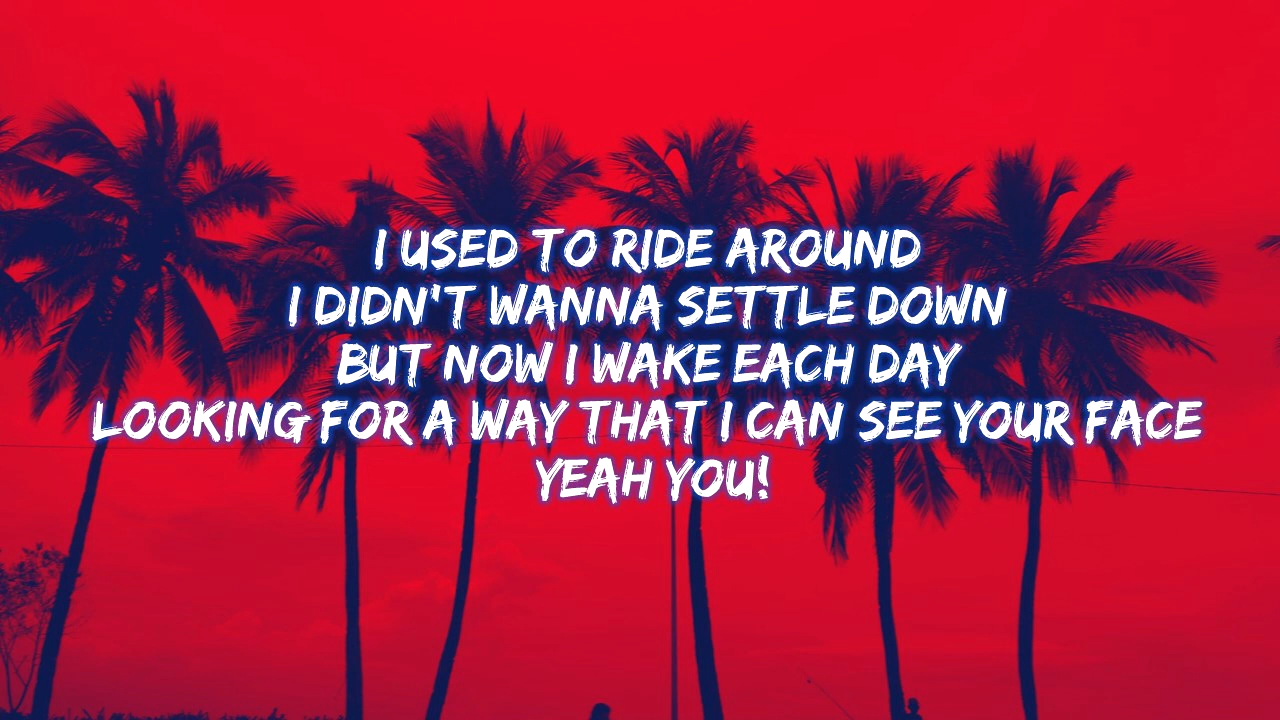 I USED TO RIDE AROUND
I DIDN'T WANNA SETTLE DOWN
BUT NOW I WAKE EACH DAY
LOOKING FOR A WAY THAT I CAN SEE YOUR FACE
YEAH YOU!